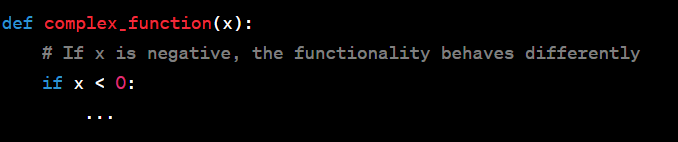 def complex_function(x):
    # If x is negative, the functionality behaves differently
    if x < 0:
        ...